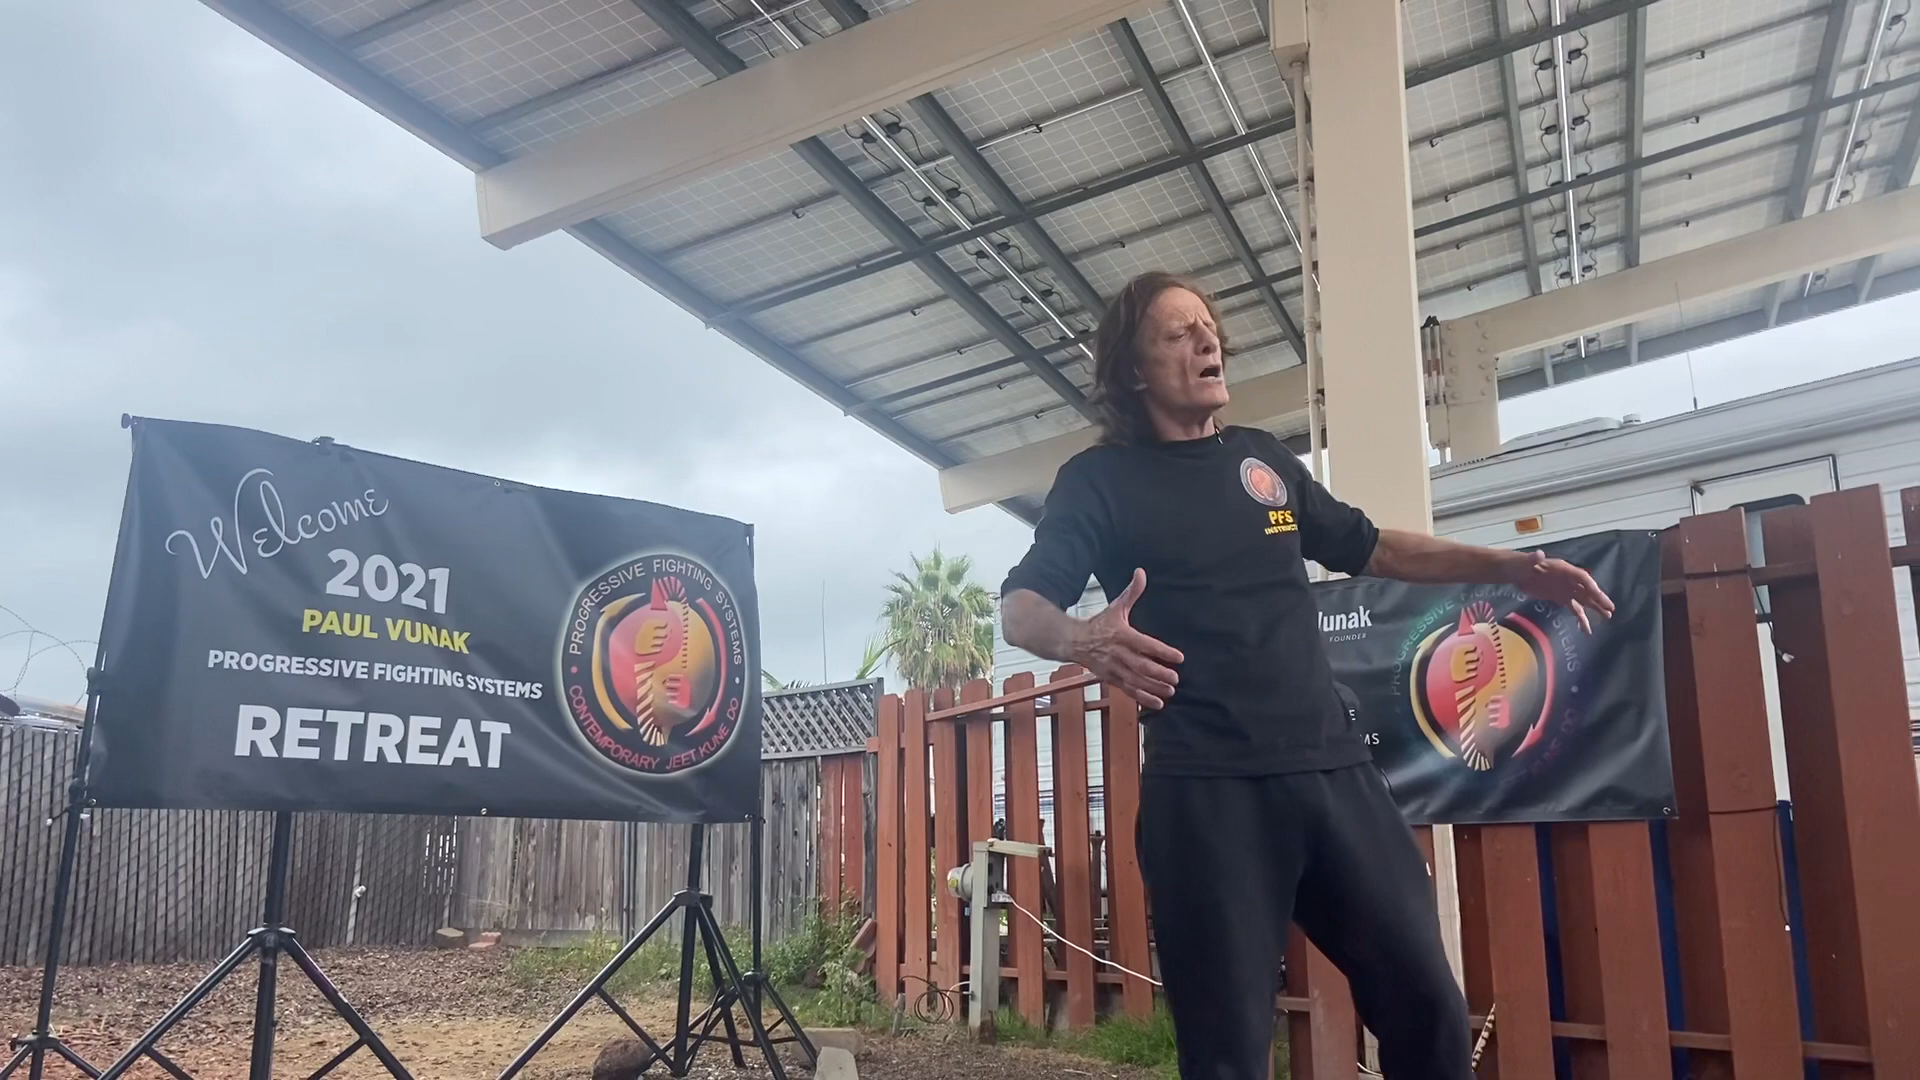 Welcome
2021
PAUL VUNAK
PROGRESSIVE FIGHTING SYSTEMS
RETREAT
PROGRESSIVE FIGHTING SYSTEMS
CONTEMPORARY JEET KUNE DO
PFS
Vunak
FOUNDER
PROGRESSIVE FIGHTING SYSTEMS